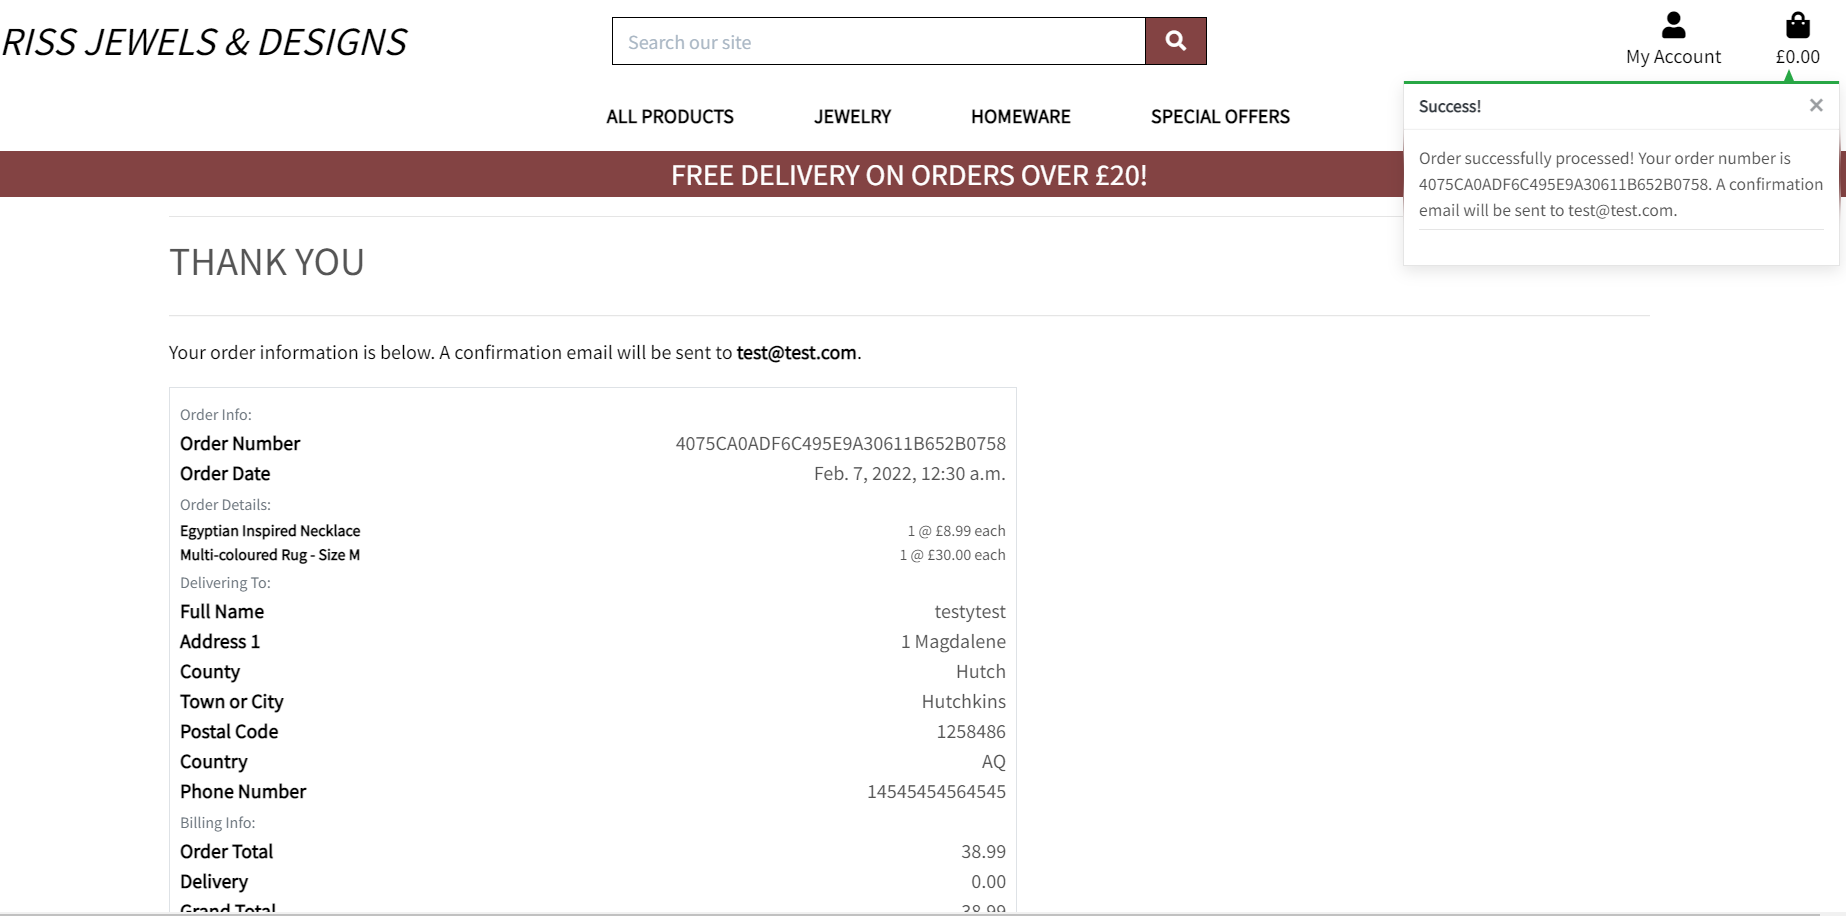 RISS JEWELS & DESIGNS
Search our site
My Account
£0.00
ALL PRODUCTS
JEWELRY
HOMEWARE
SPECIAL OFFERS
FREE DELIVERY ON ORDERS OVER £20!
Success!
Order successfully processed! Your order number is
4075CA0ADF6C495E9A30611B652B0758. A confirmation
email will be sent to test@test.com.
THANK YOU
Your order information is below. A confirmation email will be sent to test@test.com.
Order Info:
Order Number 4075CA0ADF6C495E9A30611B652B0758
Order Date Feb. 7, 2022, 12:30 a.m.
Order Details:
Egyptian Inspired Necklace 1 @ £8.99 each
Multi-coloured Rug - Size M 1 @ £30.00 each
Delivering To:
Full Name testytest
Address 1 1 Magdalene
County Hutch
Town or City Hutchkins
Postal Code 1258486
Country AQ
Phone Number 14545454564545
Billing Info:
Order Total 38.99
Delivery 0.00
Grand Total 38.99